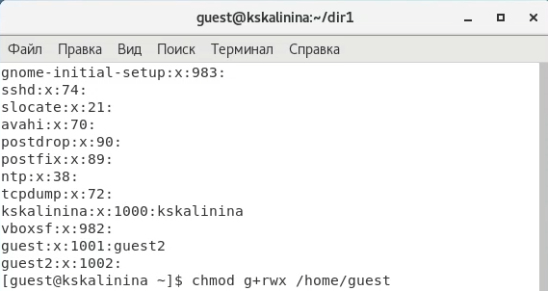 guest@kskalinina:~/dir1
Файл Правка Вид Поиск Терминал Справка
gnome-initial-setup:x:983:
sshd:x:74:
slocate:x:21:
avahi:x:70:
postdrop:x:90:
postfix:x:89:
ntp:x:38:
tcpdump:x:72:
kskalinina:x:1000:kskalinina
vboxsf:x:982:
guest:x:1001:guest2
guest2:x:1002:
[guest@kskalinina ~]$ chmod g+rwx /home/guest